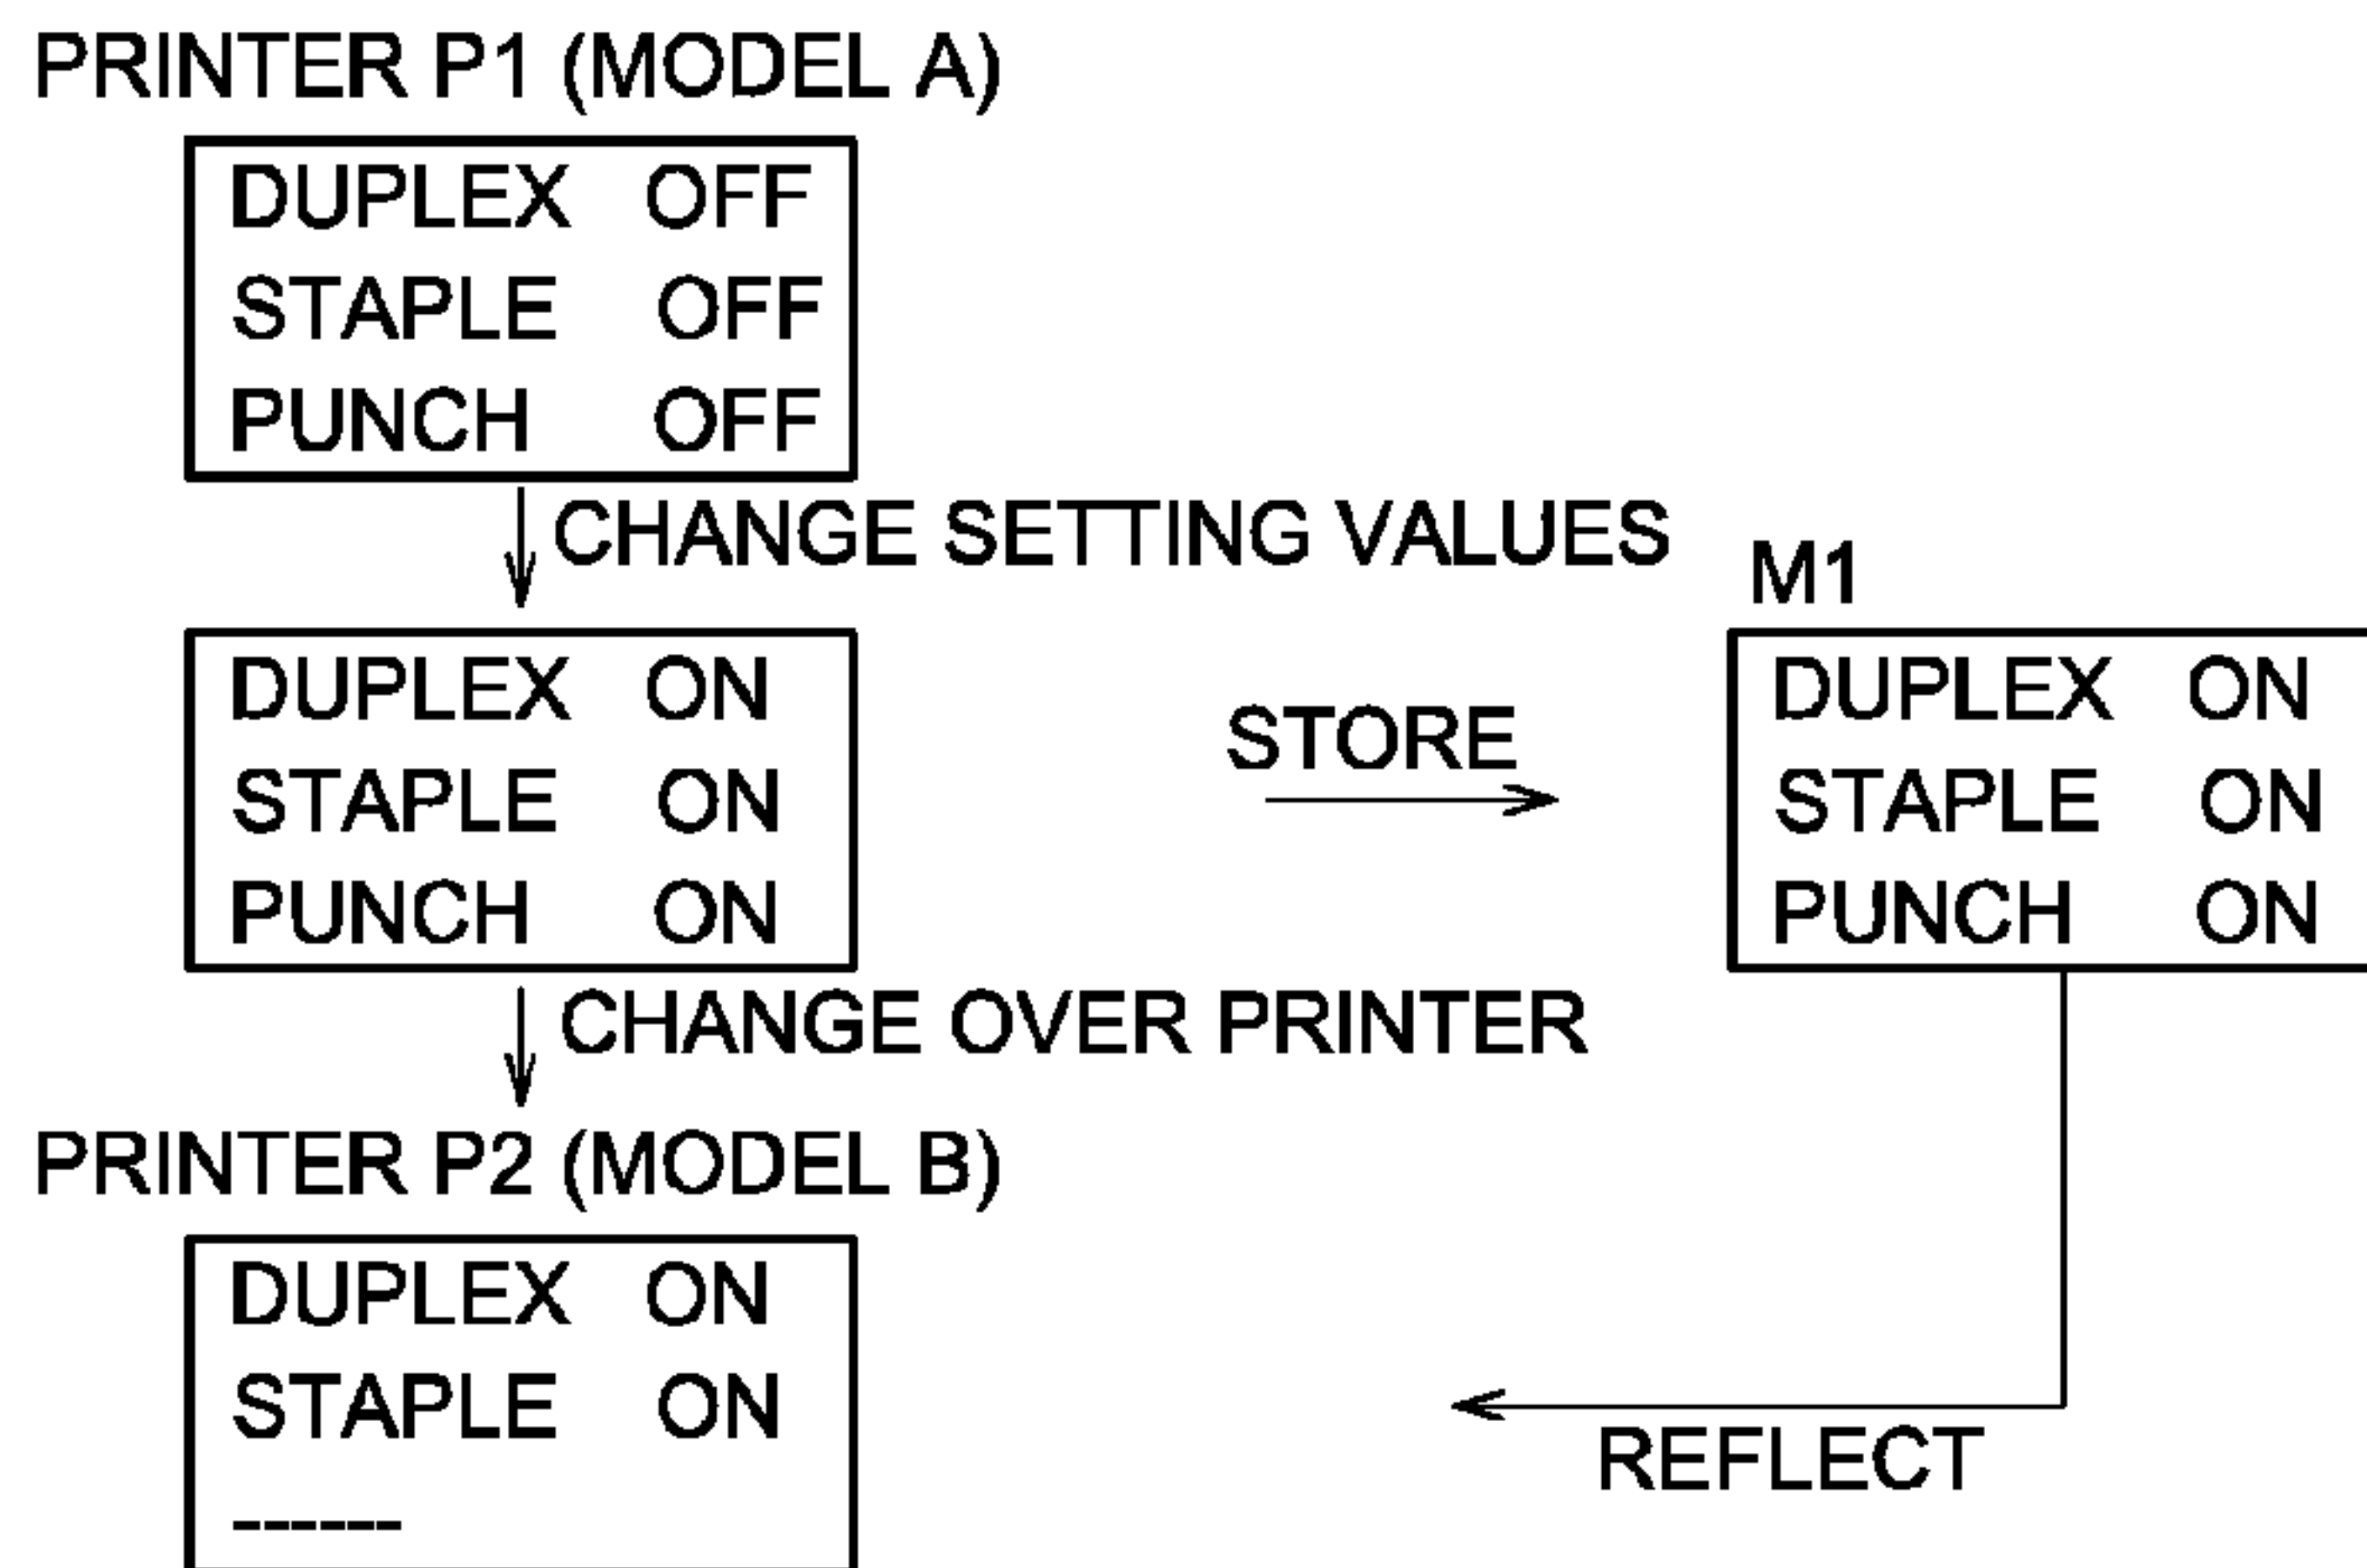 PRINTER P1 (MODEL A)
DUPLEX OFF
STAPLE OFF
PUNCH OFF
CHANGE SETTING VALUES
M1
DUPLEX ON
STAPLE ON
PUNCH ON
STORE
DUPLEX ON
STAPLE ON
PUNCH ON
CHANGE OVER PRINTER
PRINTER P2 (MODEL B)
DUPLEX ON
STAPLE ON
------
REFLECT